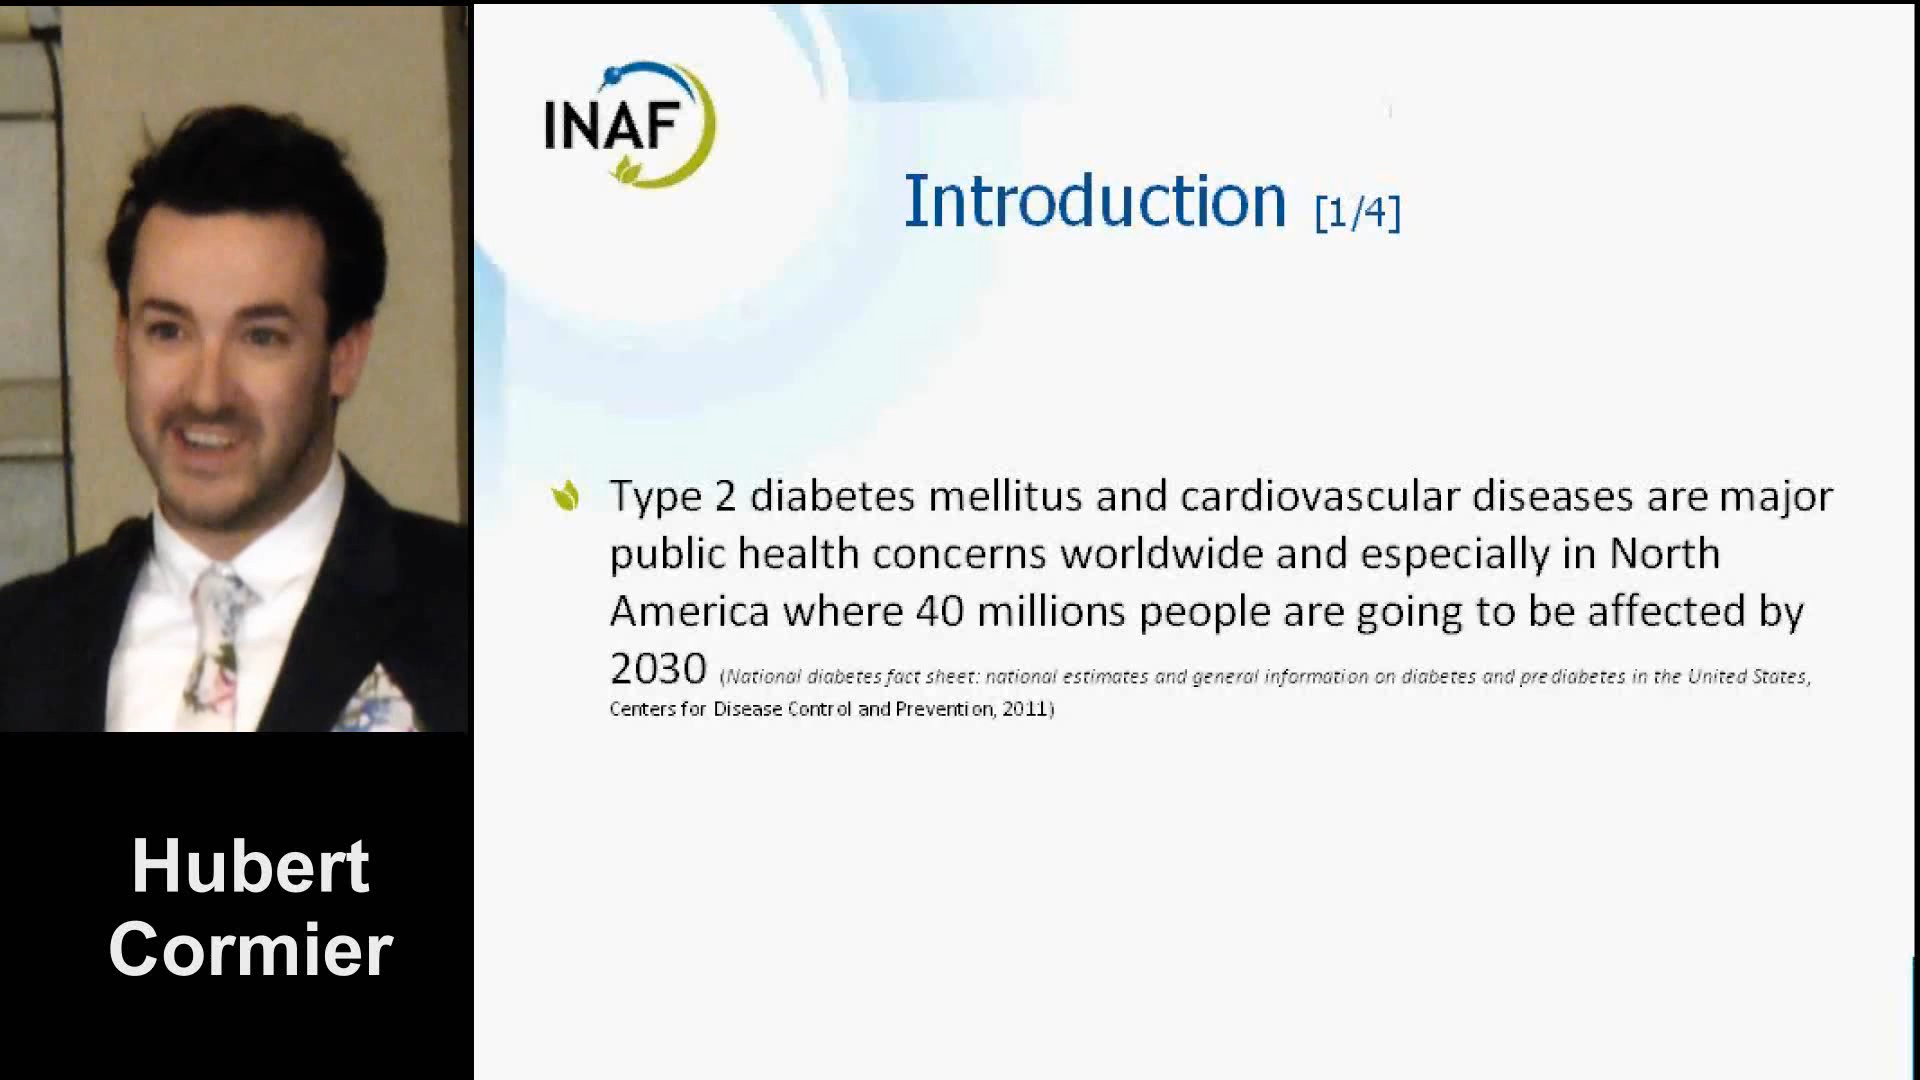 INAF
Introduction [1/4]
Type 2 diabetes mellitus and cardiovascular diseases are major
public health concerns worldwide and especially in North
America where 40 millions people are going to be affected by
2030 (National diabetes fact sheet: national estimates and general information on diabetes and prediabetes in the United States,
Centers for Disease Control and Prevention, 2011)
Hubert
Cormier